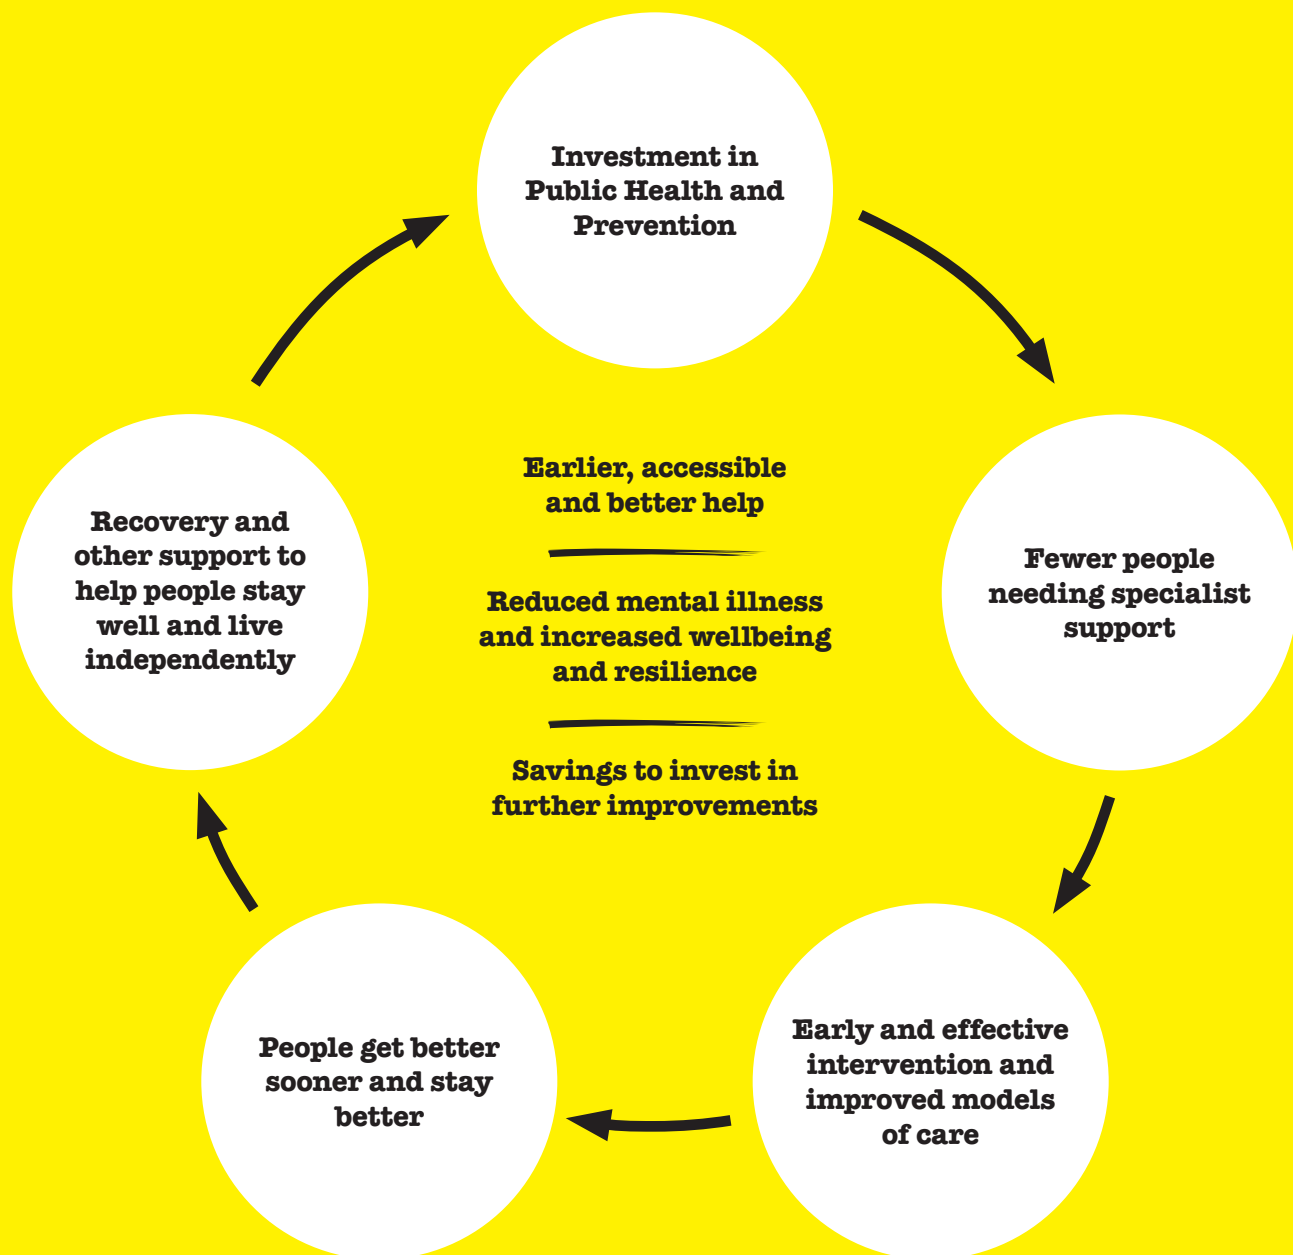 Investment in
Public Health and
Prevention
Earlier, accessible
and better help
Recovery and
other support to
help people stay
well and live
independently
Fewer people
needing specialist
support
Reduced mental illness
and increased wellbeing
and resilience
Savings to invest in
further improvements
People get better
sooner and stay
better
Early and effective
intervention and
improved models
of care